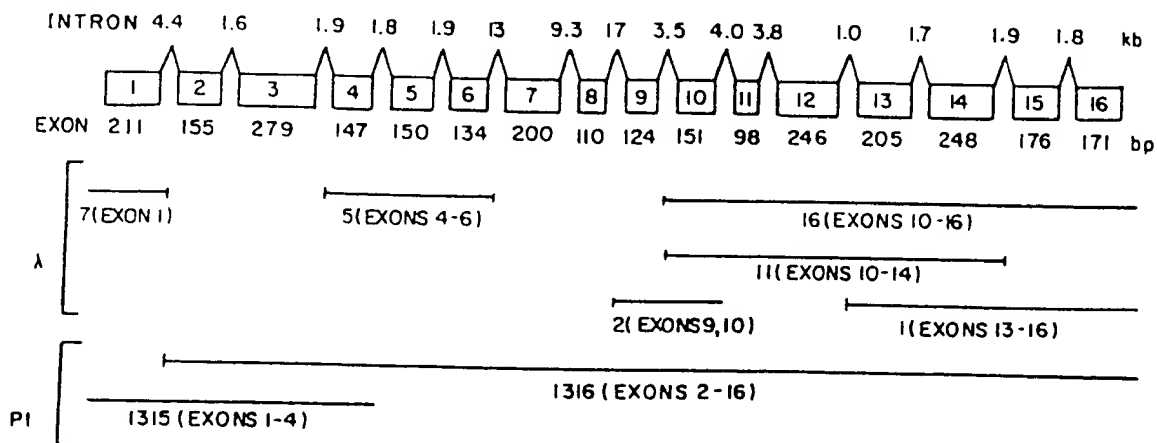 INTRON 4.4 1.6 1.9 1.8 1.9 13 9.3 17 3.5 4.0 3.8 1.0 1.7 1.9 1.8 kb
1 2 3 4 5 6 7 8 9 10 11 12 13 14 15 16
EXON 211 155 279 147 150 134 200 110 124 151 98 246 205 248 176 171 bp
λ
7(EXON 1)
5(EXONS 4-6)
16(EXONS 10-16)
11(EXONS 10-14)
2(EXONS9,10)
1(EXONS 13-16)
P1
1316 (EXONS 2-16)
1315 (EXONS 1-4)